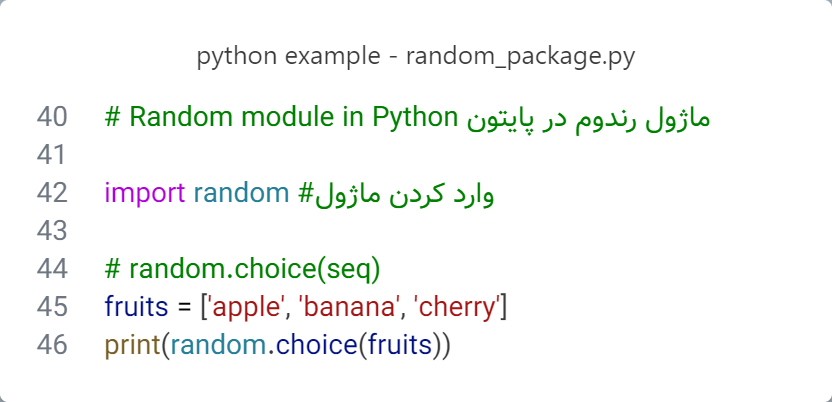 python example - random_package.py
40 # Random module in Python ماژول رندوم در پایتون
41
42 import random #وارد کردن ماژول
43
44 # random.choice(seq)
45 fruits = ['apple', 'banana', 'cherry']
46 print(random.choice(fruits))